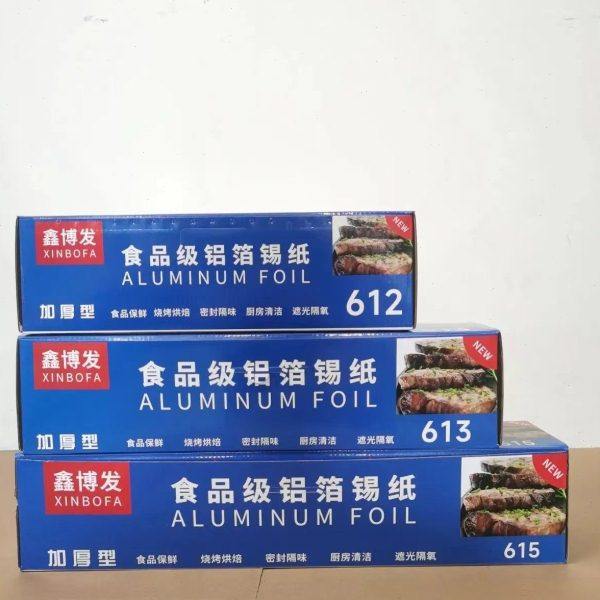 鑫博发
XINBOFA
食品级铝箔锡纸
ALUMINUM FOIL
NEW
加厚型
食品保鲜 烧烤烘焙 密封隔味 厨房清洁 遮光隔氧
612
鑫博发
XINBOFA
食品级铝箔锡纸
ALUMINUM FOIL
NEW
加厚型
食品保鲜 烧烤烘焙 密封隔味 厨房清洁 遮光隔氧
613
615
鑫博发
XINBOFA
食品级铝箔锡纸
ALUMINUM FOIL
NEW
加厚型
食品保鲜 烧烤烘焙 密封隔味 厨房清洁 遮光隔氧
615